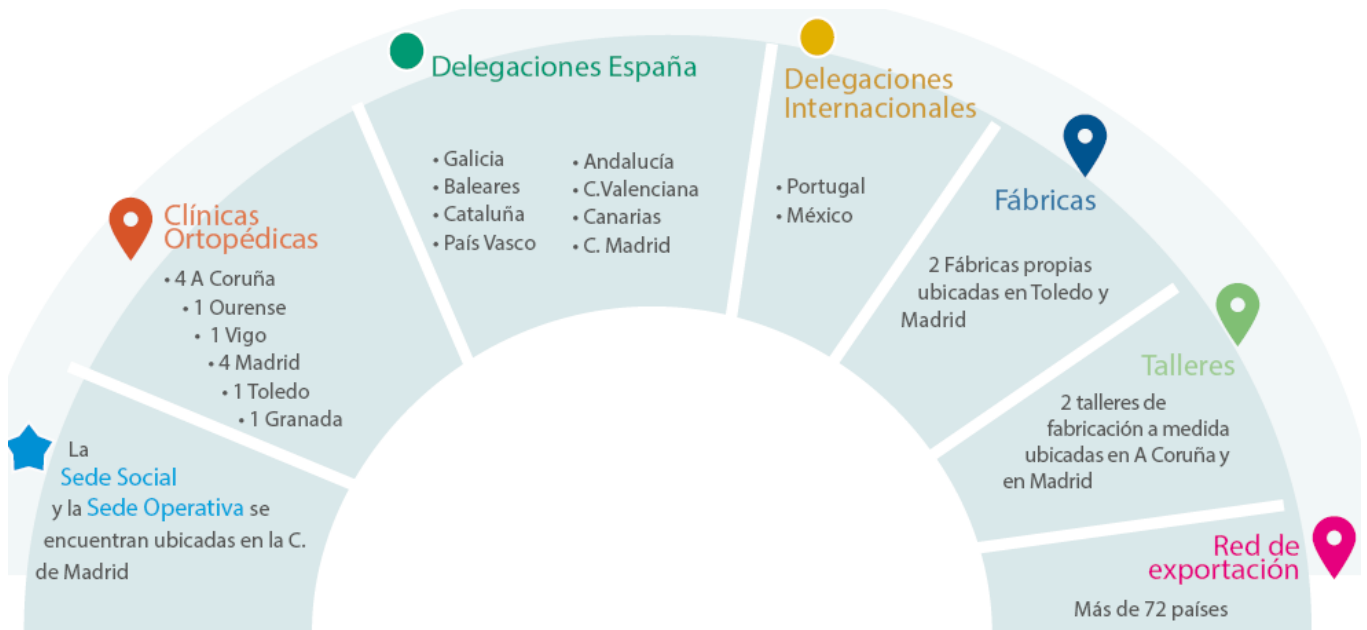 La
Sede Social
y la Sede Operativa se
encuentran ubicadas en la C.
de Madrid
Clínicas
Ortopédicas
• 4 A Coruña
• 1 Ourense
• 1 Vigo
• 4 Madrid
• 1 Toledo
• 1 Granada
Delegaciones España
• Galicia
• Baleares
• Cataluña
• País Vasco
• Andalucía
• C.Valenciana
• Canarias
• C. Madrid
Delegaciones
Internacionales
• Portugal
• México
Fábricas
2 Fábricas propias
ubicadas en Toledo y
Madrid
Talleres
2 talleres de
fabricación a medida
ubicadas en A Coruña y
en Madrid
Red de
exportación
Más de 72 países